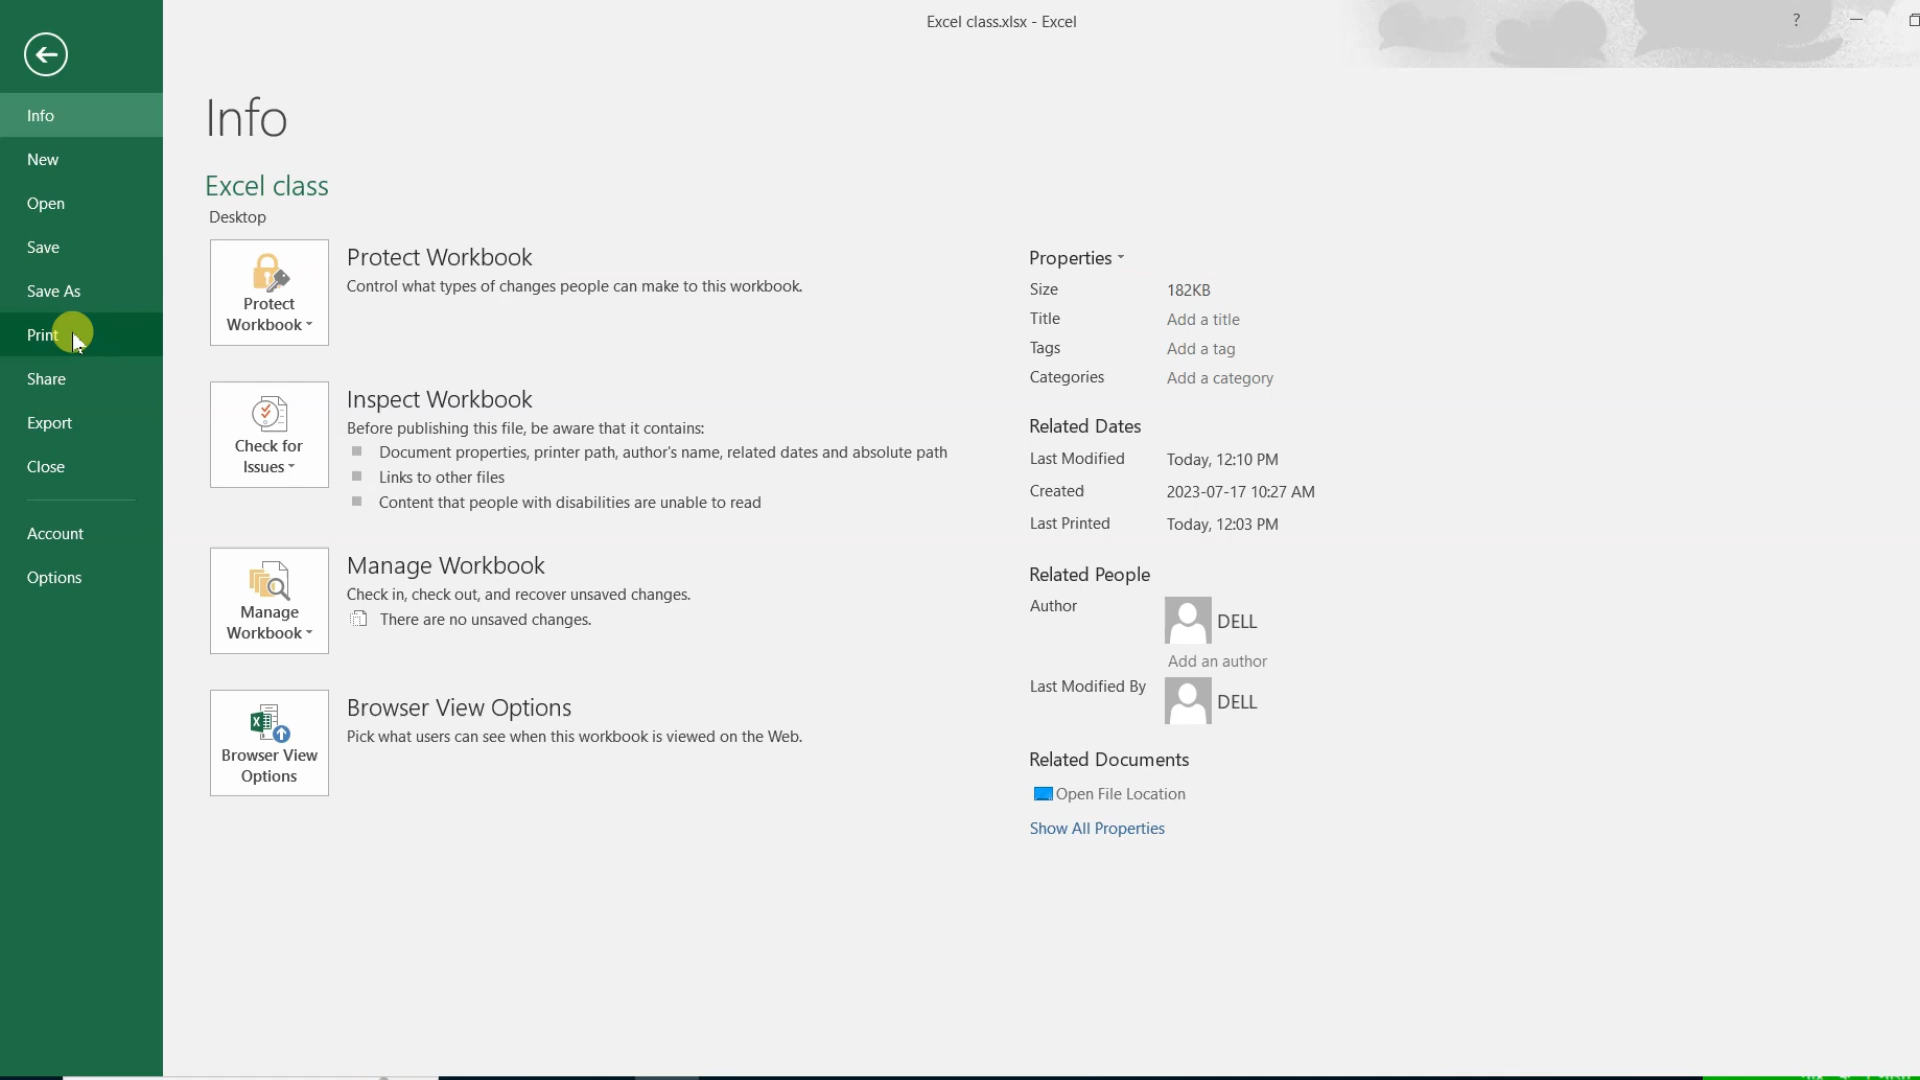 Excel class.xlsx - Excel
?
Info
New
Open
Save
Save As
Print
Share
Export
Close
Account
Options
Info
Excel class
Desktop
Protect Workbook
Protect Workbook
Control what types of changes people can make to this workbook.
Check for Issues
Inspect Workbook
Before publishing this file, be aware that it contains:
Document properties, printer path, author's name, related dates and absolute path
Links to other files
Content that people with disabilities are unable to read
Manage Workbook
Manage Workbook
Check in, check out, and recover unsaved changes.
There are no unsaved changes.
Browser View Options
Browser View Options
Pick what users can see when this workbook is viewed on the Web.
Properties
Size 182KB
Title Add a title
Tags Add a tag
Categories Add a category
Related Dates
Last Modified Today, 12:10 PM
Created 2023-07-17 10:27 AM
Last Printed Today, 12:03 PM
Related People
Author DELL
Add an author
Last Modified By DELL
Related Documents
Open File Location
Show All Properties